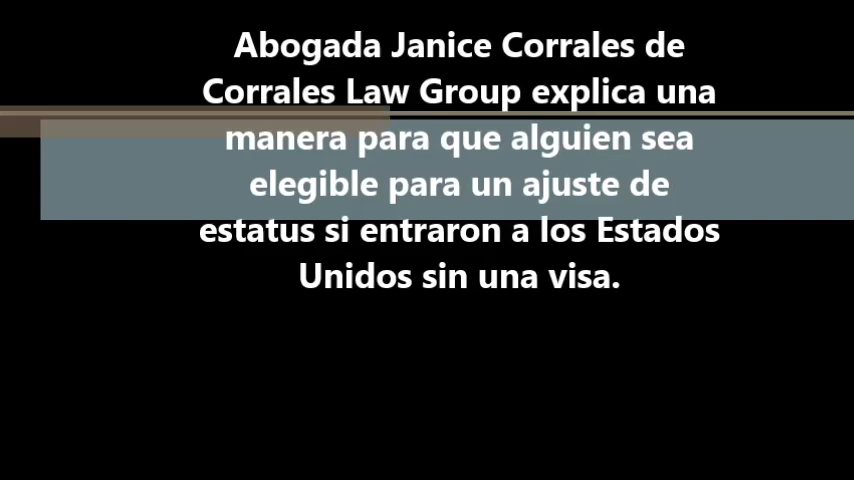 Abogada Janice Corrales de
Corrales Law Group explica una
manera para que alguien sea
elegible para un ajuste de
estatus si entraron a los Estados
Unidos sin una visa.